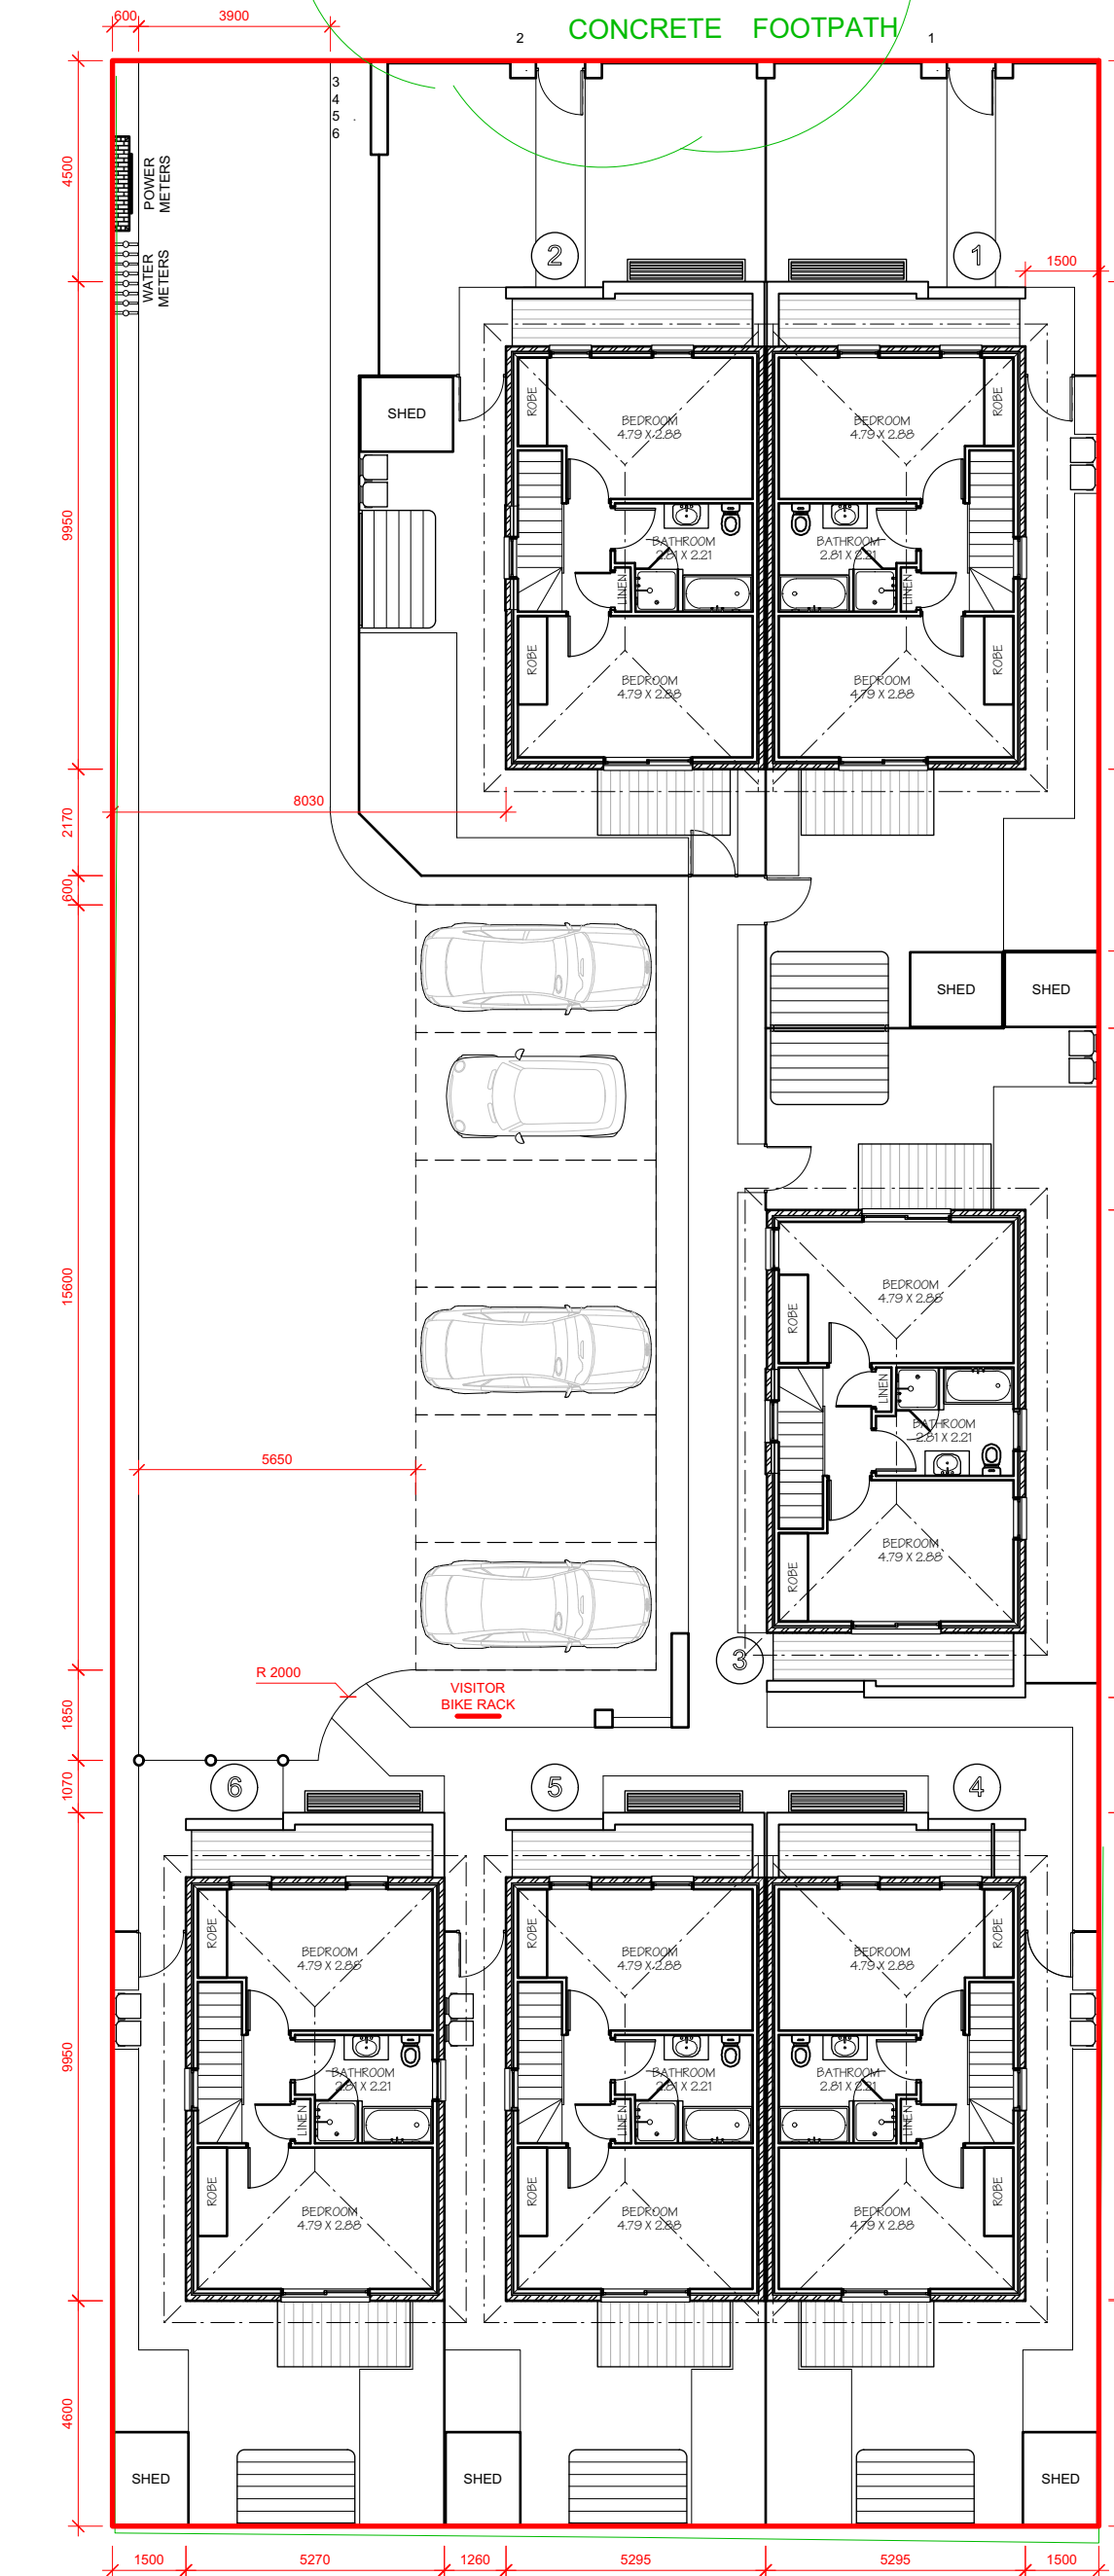 600
3900
2
CONCRETE FOOTPATH
1
3
4
5
6
4500
POWER
METERS
WATER
METERS
2
1
1500
SHED
ROBE
BEDROOM
4.79 X 2.88
BEDROOM
4.79 X 2.88
ROBE
9950
BATHROOM
2.81 X 2.21
BATHROOM
2.81 X 2.21
LINEN
LINEN
ROBE
BEDROOM
4.79 X 2.88
BEDROOM
4.79 X 2.88
ROBE
8030
2170
600
SHED
SHED
15600
BEDROOM
4.79 X 2.88
ROBE
LINEN
BATHROOM
2.81 X 2.21
5650
BEDROOM
4.79 X 2.88
ROBE
3
R 2000
VISITOR
BIKE RACK
1850
1070
6
5
4
ROBE
BEDROOM
4.79 X 2.88
ROBE
BEDROOM
4.79 X 2.88
BEDROOM
4.79 X 2.88
ROBE
9950
BATHROOM
2.81 X 2.21
BATHROOM
2.81 X 2.21
BATHROOM
2.81 X 2.21
LINEN
LINEN
LINEN
ROBE
BEDROOM
4.79 X 2.88
ROBE
BEDROOM
4.79 X 2.88
BEDROOM
4.79 X 2.88
ROBE
4600
SHED
SHED
SHED
1500
5270
1260
5295
5295
1500